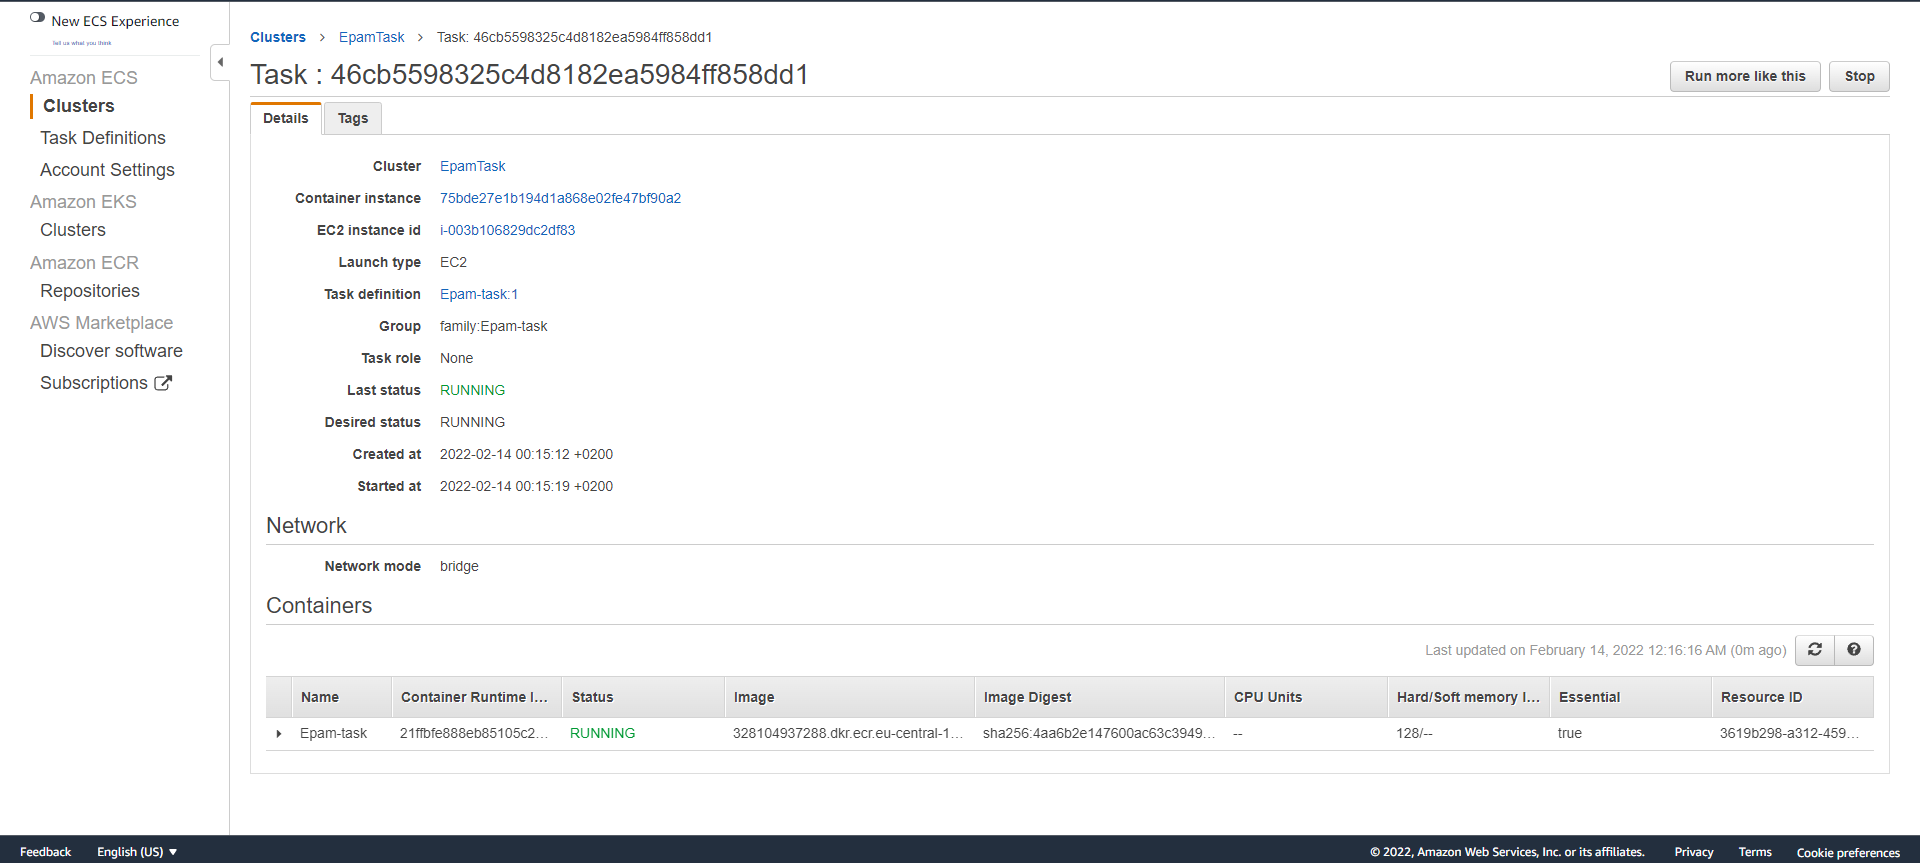 New ECS Experience
Tell us what you think
Amazon ECS
Clusters
Task Definitions
Account Settings
Amazon EKS
Clusters
Amazon ECR
Repositories
AWS Marketplace
Discover software
Subscriptions
Clusters > EpamTask > Task: 46cb5598325c4d8182ea5984ff858dd1
Task : 46cb5598325c4d8182ea5984ff858dd1
Run more like this Stop
Details Tags
Cluster EpamTask
Container instance 75bde27e1b194d1a868e02fe47bf90a2
EC2 instance id i-003b106829dc2df83
Launch type EC2
Task definition Epam-task:1
Group family:Epam-task
Task role None
Last status RUNNING
Desired status RUNNING
Created at 2022-02-14 00:15:12 +0200
Started at 2022-02-14 00:15:19 +0200
Network
Network mode bridge
Containers
Last updated on February 14, 2022 12:16:16 AM (0m ago)
Name Container Runtime I... Status Image Image Digest CPU Units Hard/Soft memory l... Essential Resource ID
Epam-task 21ffbfe888eb85105c2... RUNNING 328104937288.dkr.ecr.eu-central-1... sha256:4aa6b2e147600ac63c3949... -- 128/-- true 3619b298-a312-459...
Feedback English (US) © 2022, Amazon Web Services, Inc. or its affiliates. Privacy Terms Cookie preferences